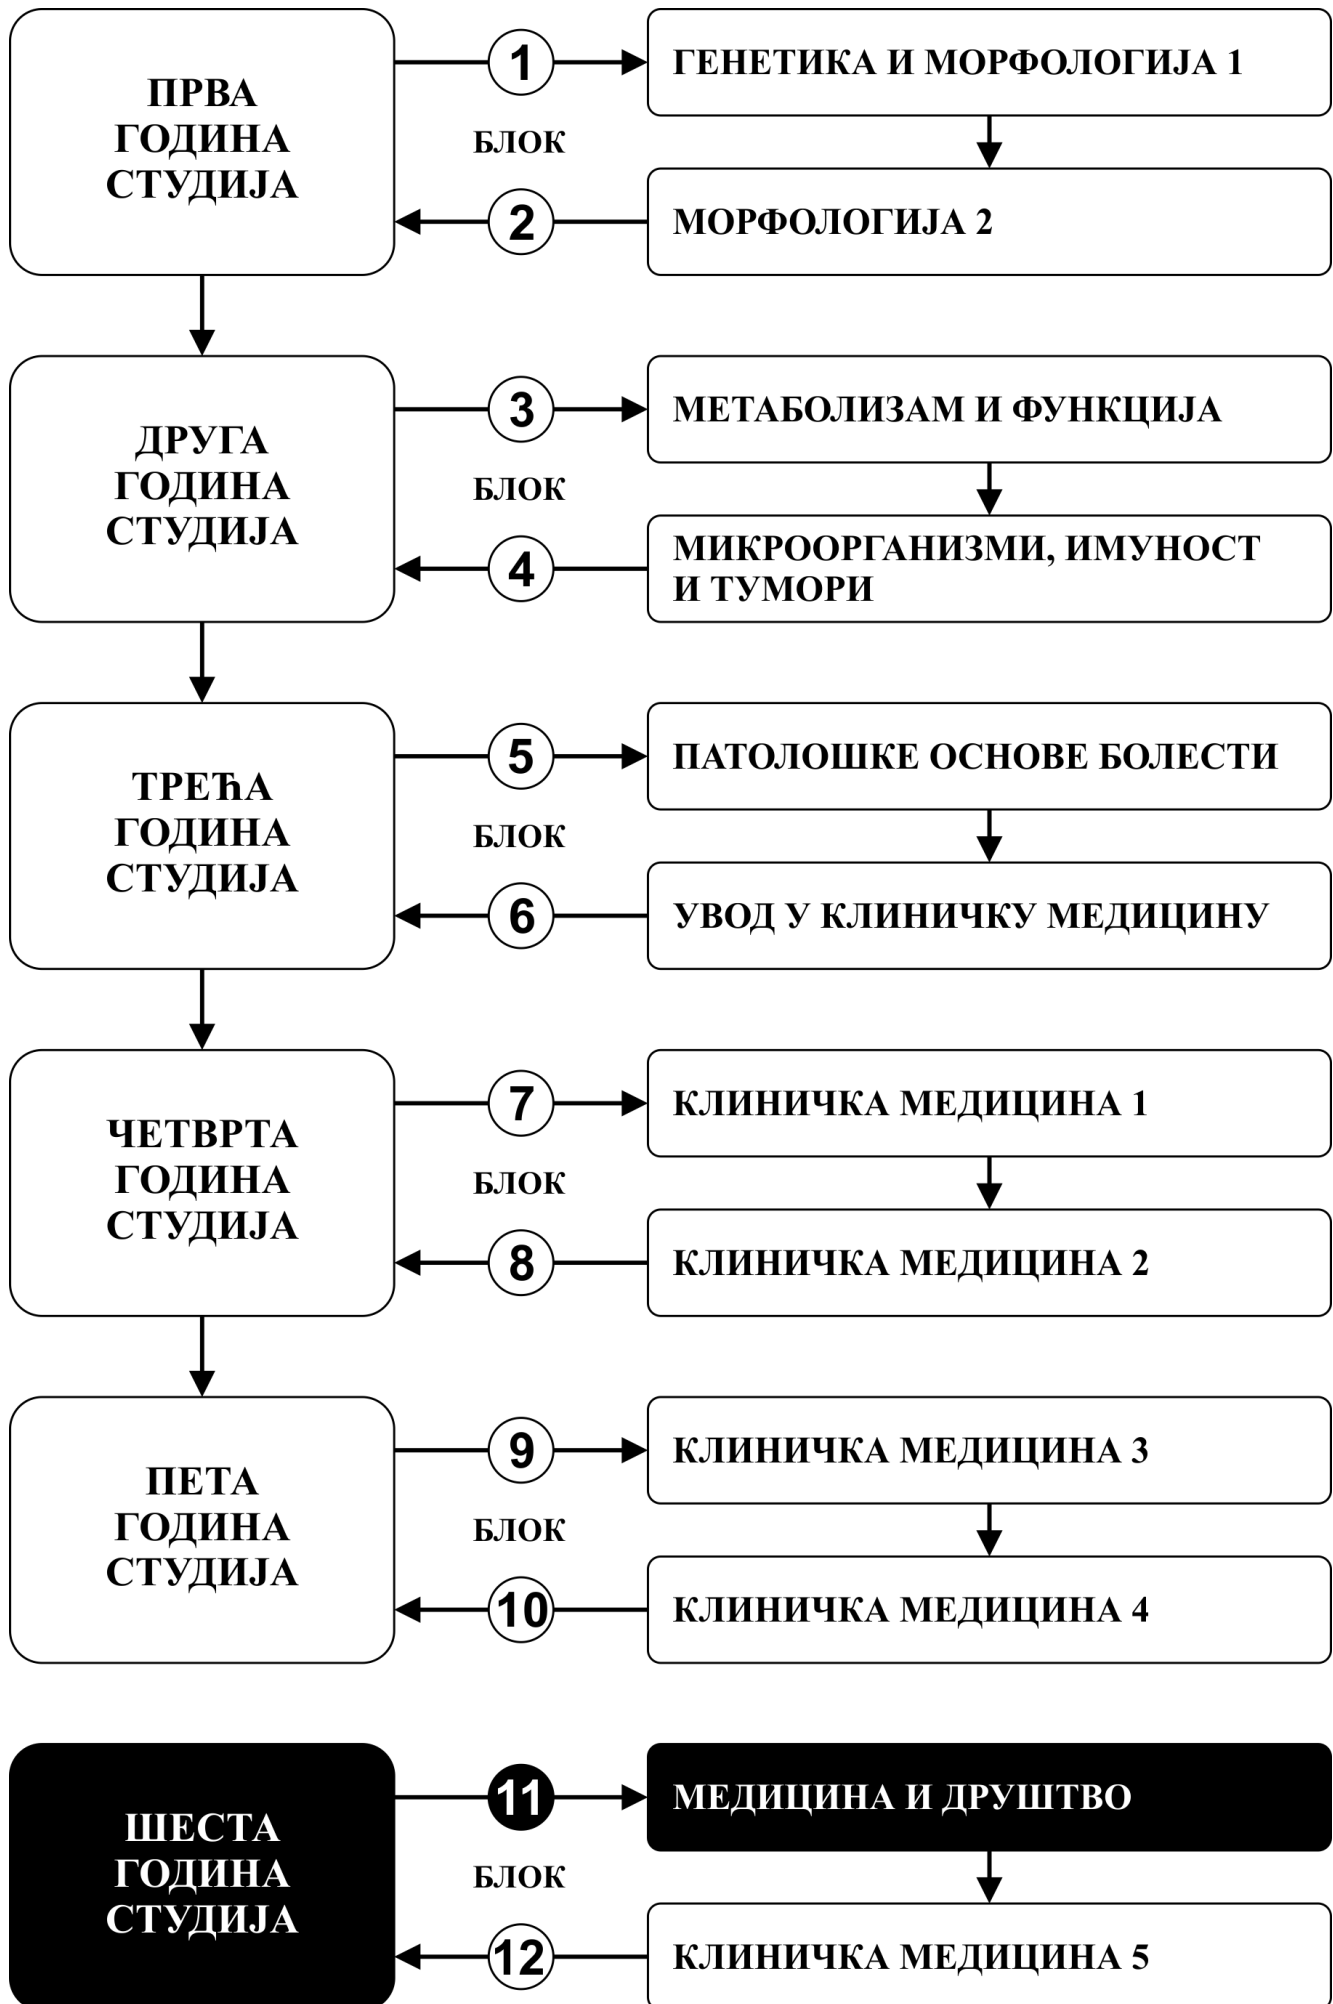 ПРВА
ГОДИНА
СТУДИЈА
1
БЛОК
2
ГЕНЕТИКА И МОРФОЛОГИЈА 1
МОРФОЛОГИЈА 2
ДРУГА
ГОДИНА
СТУДИЈА
3
БЛОК
4
МЕТАБОЛИЗАМ И ФУНКЦИЈА
МИКРООРГАНИЗМИ, ИМУНОСТ
И ТУМОРИ
ТРЕЋА
ГОДИНА
СТУДИЈА
5
БЛОК
6
ПАТОЛОШКЕ ОСНОВЕ БОЛЕСТИ
УВОД У КЛИНИЧКУ МЕДИЦИНУ
ЧЕТВРТА
ГОДИНА
СТУДИЈА
7
БЛОК
8
КЛИНИЧКА МЕДИЦИНА 1
КЛИНИЧКА МЕДИЦИНА 2
ПЕТА
ГОДИНА
СТУДИЈА
9
БЛОК
10
КЛИНИЧКА МЕДИЦИНА 3
КЛИНИЧКА МЕДИЦИНА 4
ШЕСТА
ГОДИНА
СТУДИЈА
11
БЛОК
12
МЕДИЦИНА И ДРУШТВО
КЛИНИЧКА МЕДИЦИНА 5